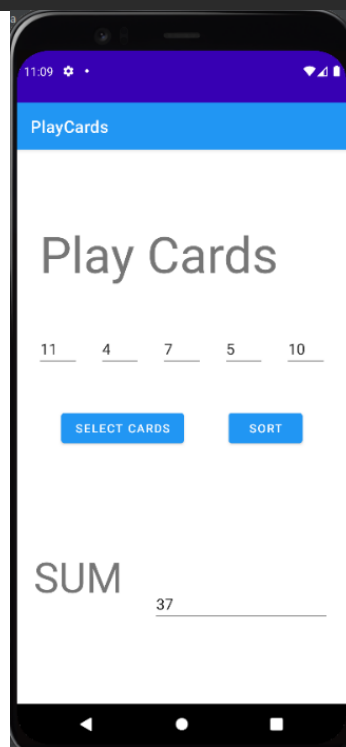 11:09
PlayCards
Play Cards
11 4 7 5 10
SELECT CARDS SORT
SUM
37